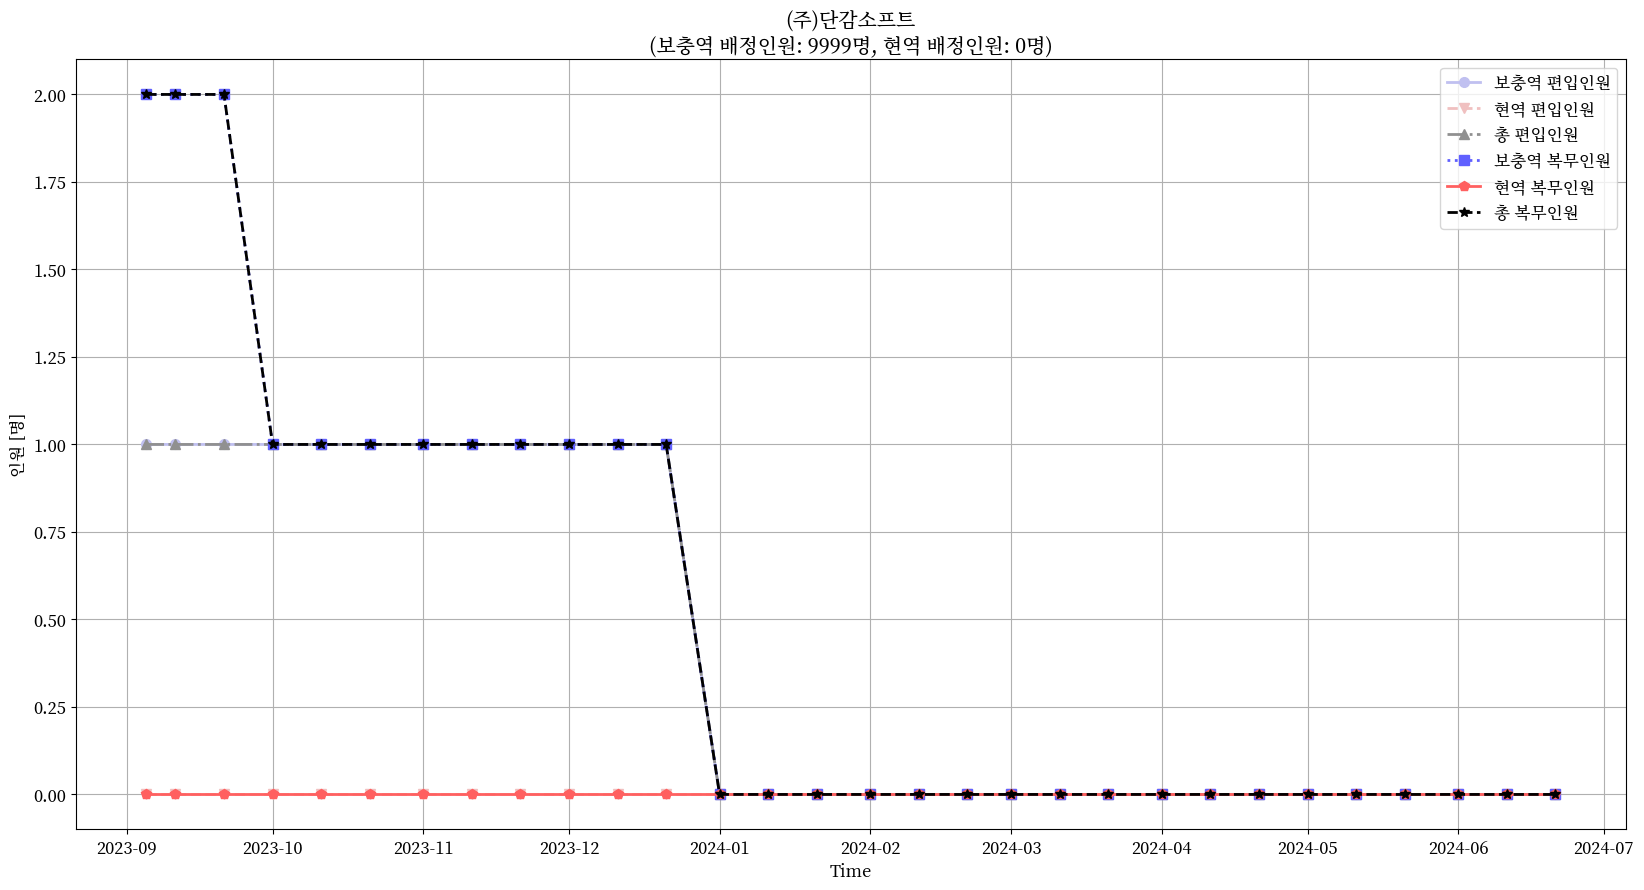 (주)단감소프트
(보충역 배정인원: 9999명, 현역 배정인원: 0명)
보충역 편입인원
현역 편입인원
총 편입인원
보충역 복무인원
현역 복무인원
총 복무인원
인원 [명]
2.00
1.75
1.50
1.25
1.00
0.75
0.50
0.25
0.00
2023-09 2023-10 2023-11 2023-12 2024-01 2024-02 2024-03 2024-04 2024-05 2024-06 2024-07
Time